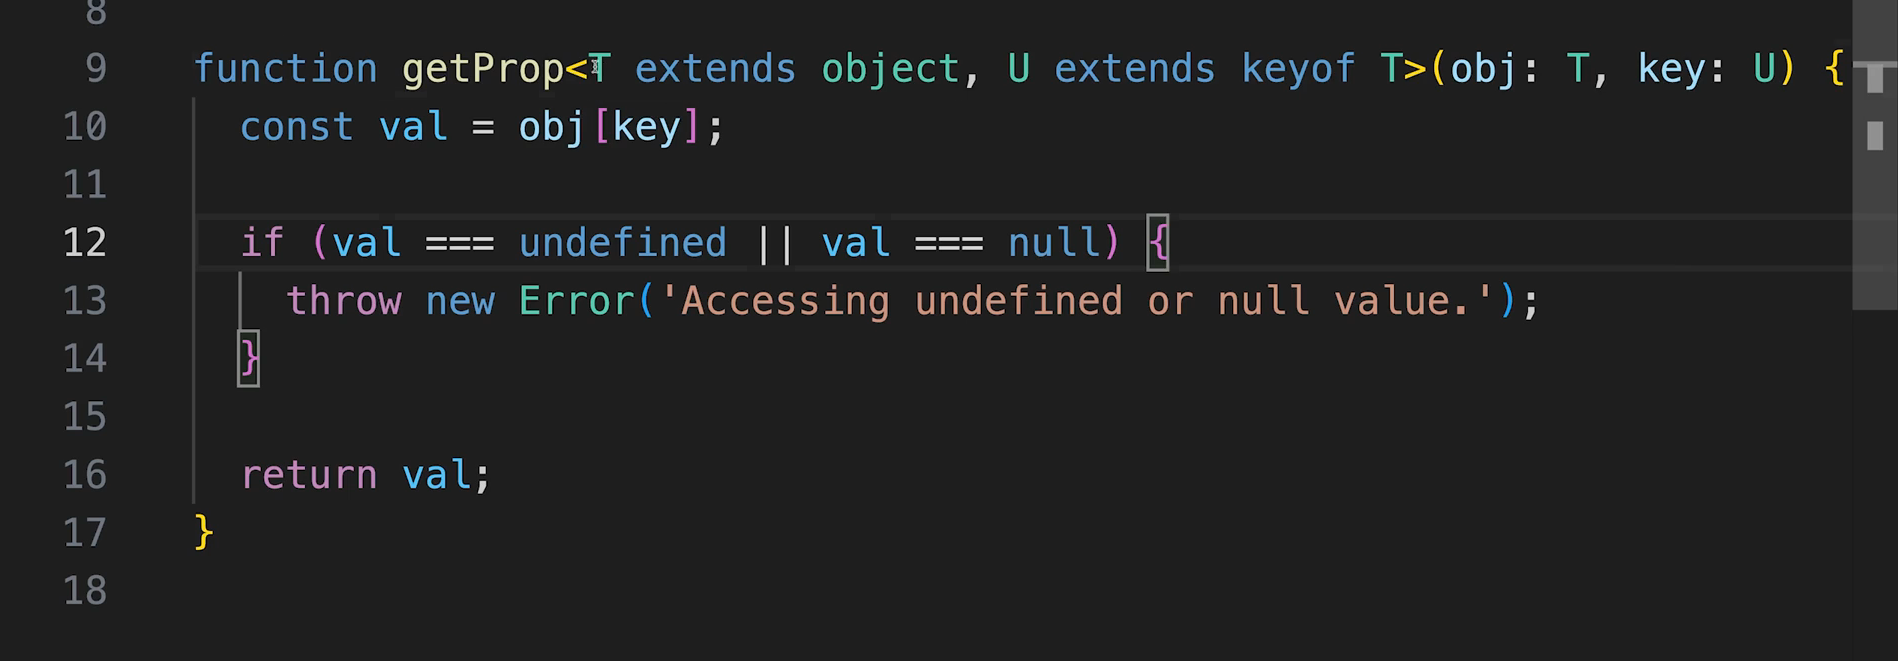 8
9 function getProp<T extends object, U extends keyof T>(obj: T, key: U) {
10 const val = obj[key];
11
12 if (val === undefined || val === null) {
13 throw new Error('Accessing undefined or null value.');
14 }
15
16 return val;
17 }
18